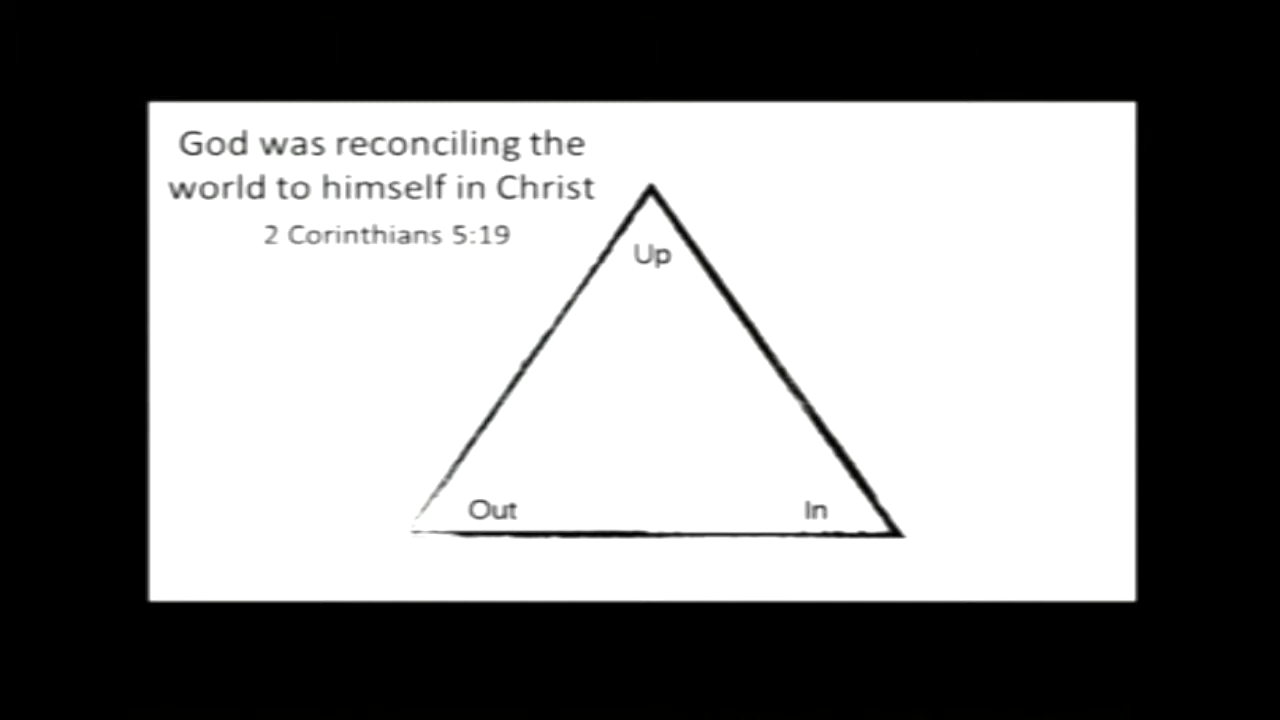 God was reconciling the
world to himself in Christ
2 Corinthians 5:19
Up
Out
In